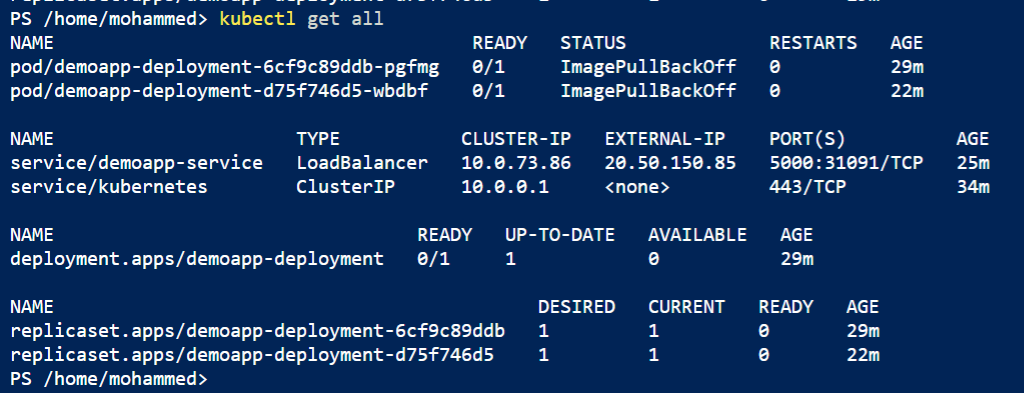 PS /home/mohammed> kubectl get all
NAME READY STATUS RESTARTS AGE
pod/demoapp-deployment-6cf9c89ddb-pgfmg 0/1 ImagePullBackOff 0 29m
pod/demoapp-deployment-d75f746d5-wbdbf 0/1 ImagePullBackOff 0 22m
NAME TYPE CLUSTER-IP EXTERNAL-IP PORT(S) AGE
service/demoapp-service LoadBalancer 10.0.73.86 20.50.150.85 5000:31091/TCP 25m
service/kubernetes ClusterIP 10.0.0.1 <none> 443/TCP 34m
NAME READY UP-TO-DATE AVAILABLE AGE
deployment.apps/demoapp-deployment 0/1 1 0 29m
NAME DESIRED CURRENT READY AGE
replicaset.apps/demoapp-deployment-6cf9c89ddb 1 1 0 29m
replicaset.apps/demoapp-deployment-d75f746d5 1 1 0 22m
PS /home/mohammed>